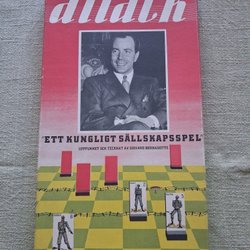 "ETT KUNGLIGT SÄLLSKAPSSPEL"
UPPFUNNET OCH TECKNAT AV SIGVARD BERNADOTTE